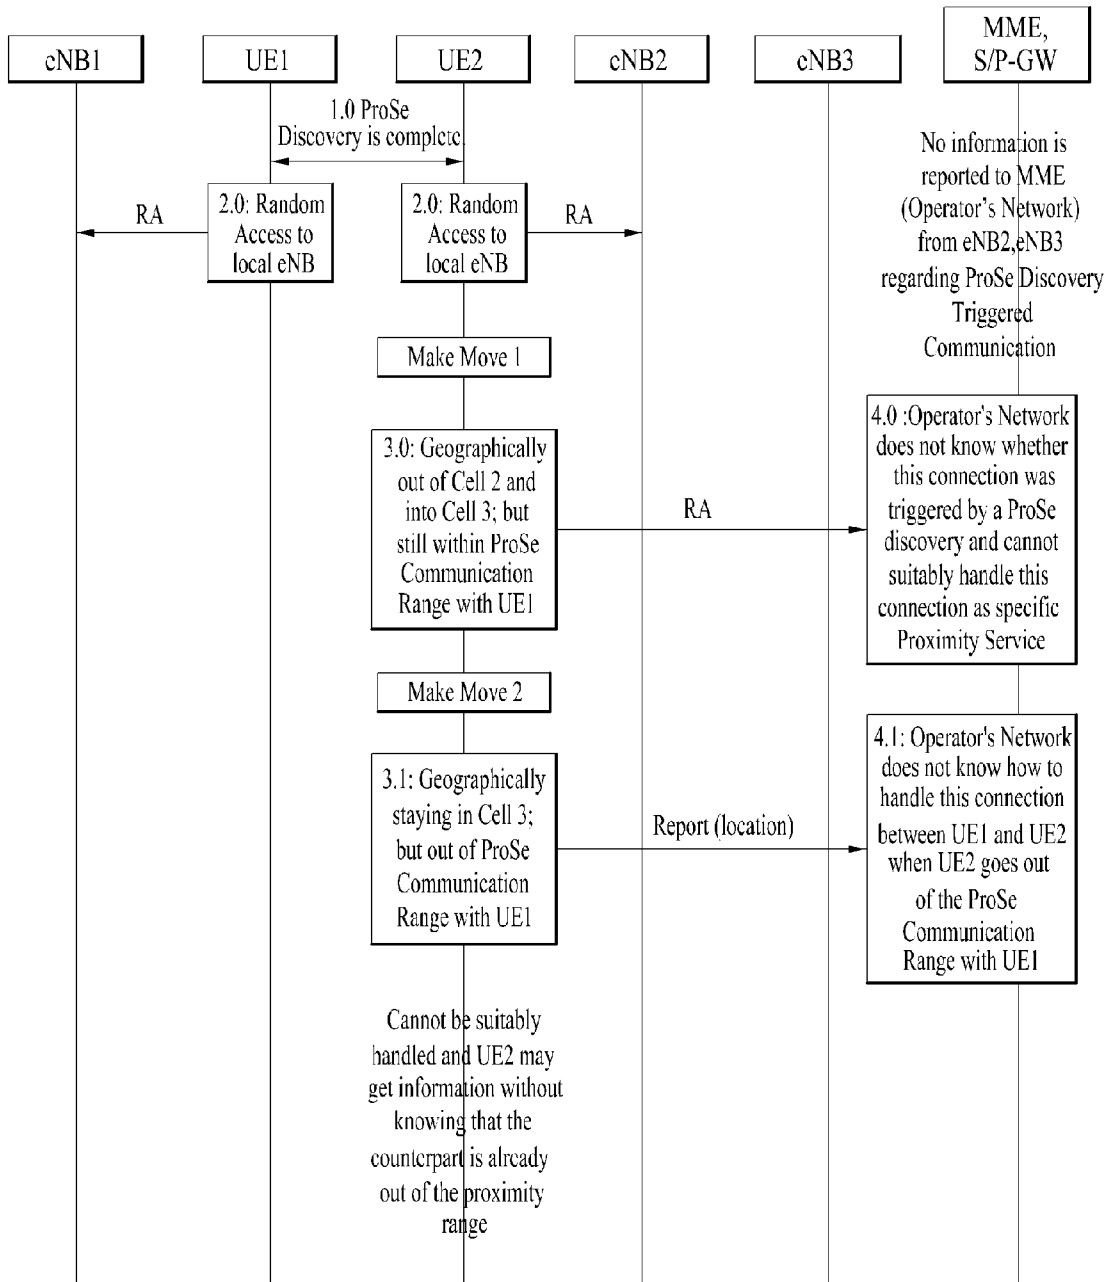 eNB1
UE1
UE2
eNB2
eNB3
MME,
S/P-GW
1.0 ProSe
Discovery is complete
No information is
reported to MME
(Operator's Network)
from eNB2,eNB3
regarding ProSe Discovery
Triggered
Communication
RA
2.0: Random
Access to
local eNB
2.0: Random
Access to
local eNB
RA
Make Move 1
3.0: Geographically
out of Cell 2 and
into Cell 3; but
still within ProSe
Communication
Range with UE1
RA
4.0 :Operator's Network
does not know whether
this connection was
triggered by a ProSe
discovery and cannot
suitably handle this
connection as specific
Proximity Service
Make Move 2
3.1: Geographically
staying in Cell 3;
but out of ProSe
Communication
Range with UE1
Report (location)
4.1: Operator's Network
does not know how to
handle this connection
between UE1 and UE2
when UE2 goes out
of the ProSe
Communication
Range with UE1
Cannot be suitably
handled and UE2 may
get information without
knowing that the
counterpart is already
out of the proximity
range